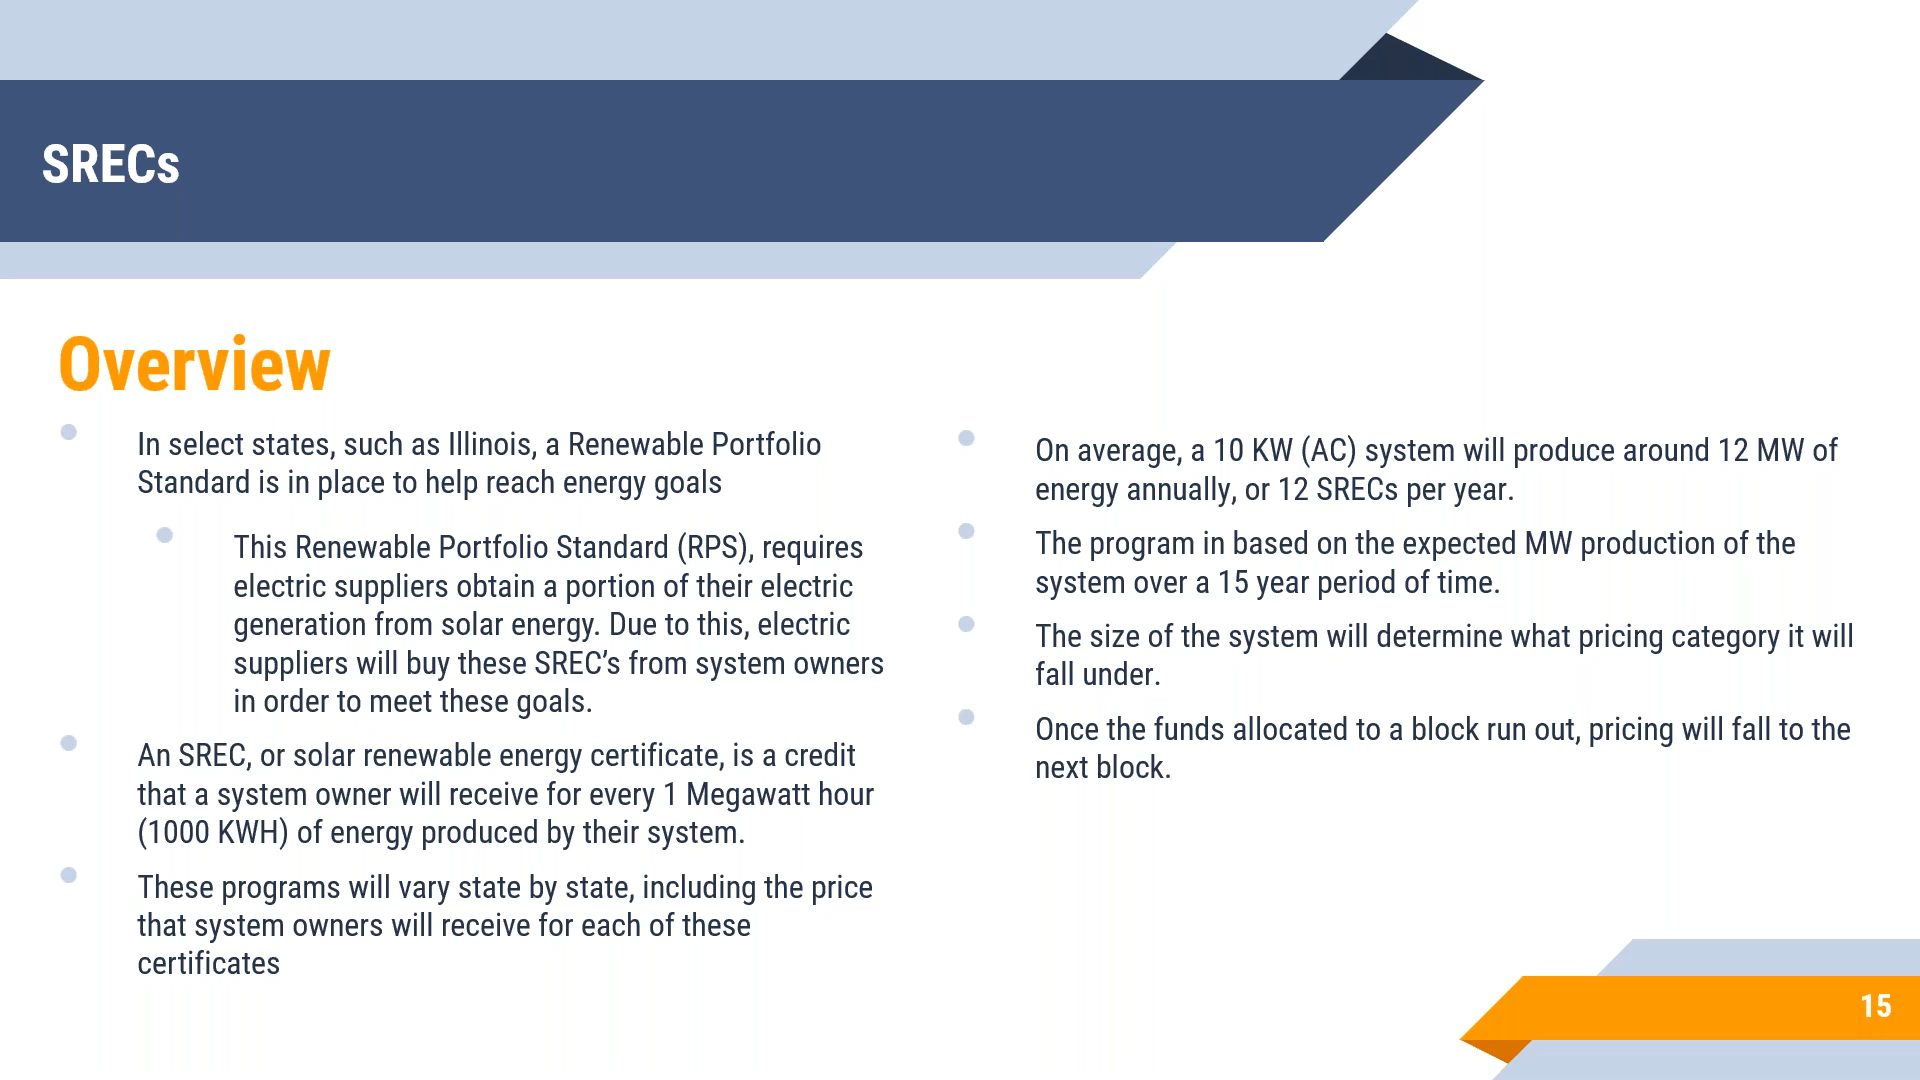 SRECs
Overview
In select states, such as Illinois, a Renewable Portfolio
Standard is in place to help reach energy goals
This Renewable Portfolio Standard (RPS), requires
electric suppliers obtain a portion of their electric
generation from solar energy. Due to this, electric
suppliers will buy these SREC’s from system owners
in order to meet these goals.
An SREC, or solar renewable energy certificate, is a credit
that a system owner will receive for every 1 Megawatt hour
(1000 KWH) of energy produced by their system.
These programs will vary state by state, including the price
that system owners will receive for each of these
certificates
On average, a 10 KW (AC) system will produce around 12 MW of
energy annually, or 12 SRECs per year.
The program in based on the expected MW production of the
system over a 15 year period of time.
The size of the system will determine what pricing category it will
fall under.
Once the funds allocated to a block run out, pricing will fall to the
next block.
15